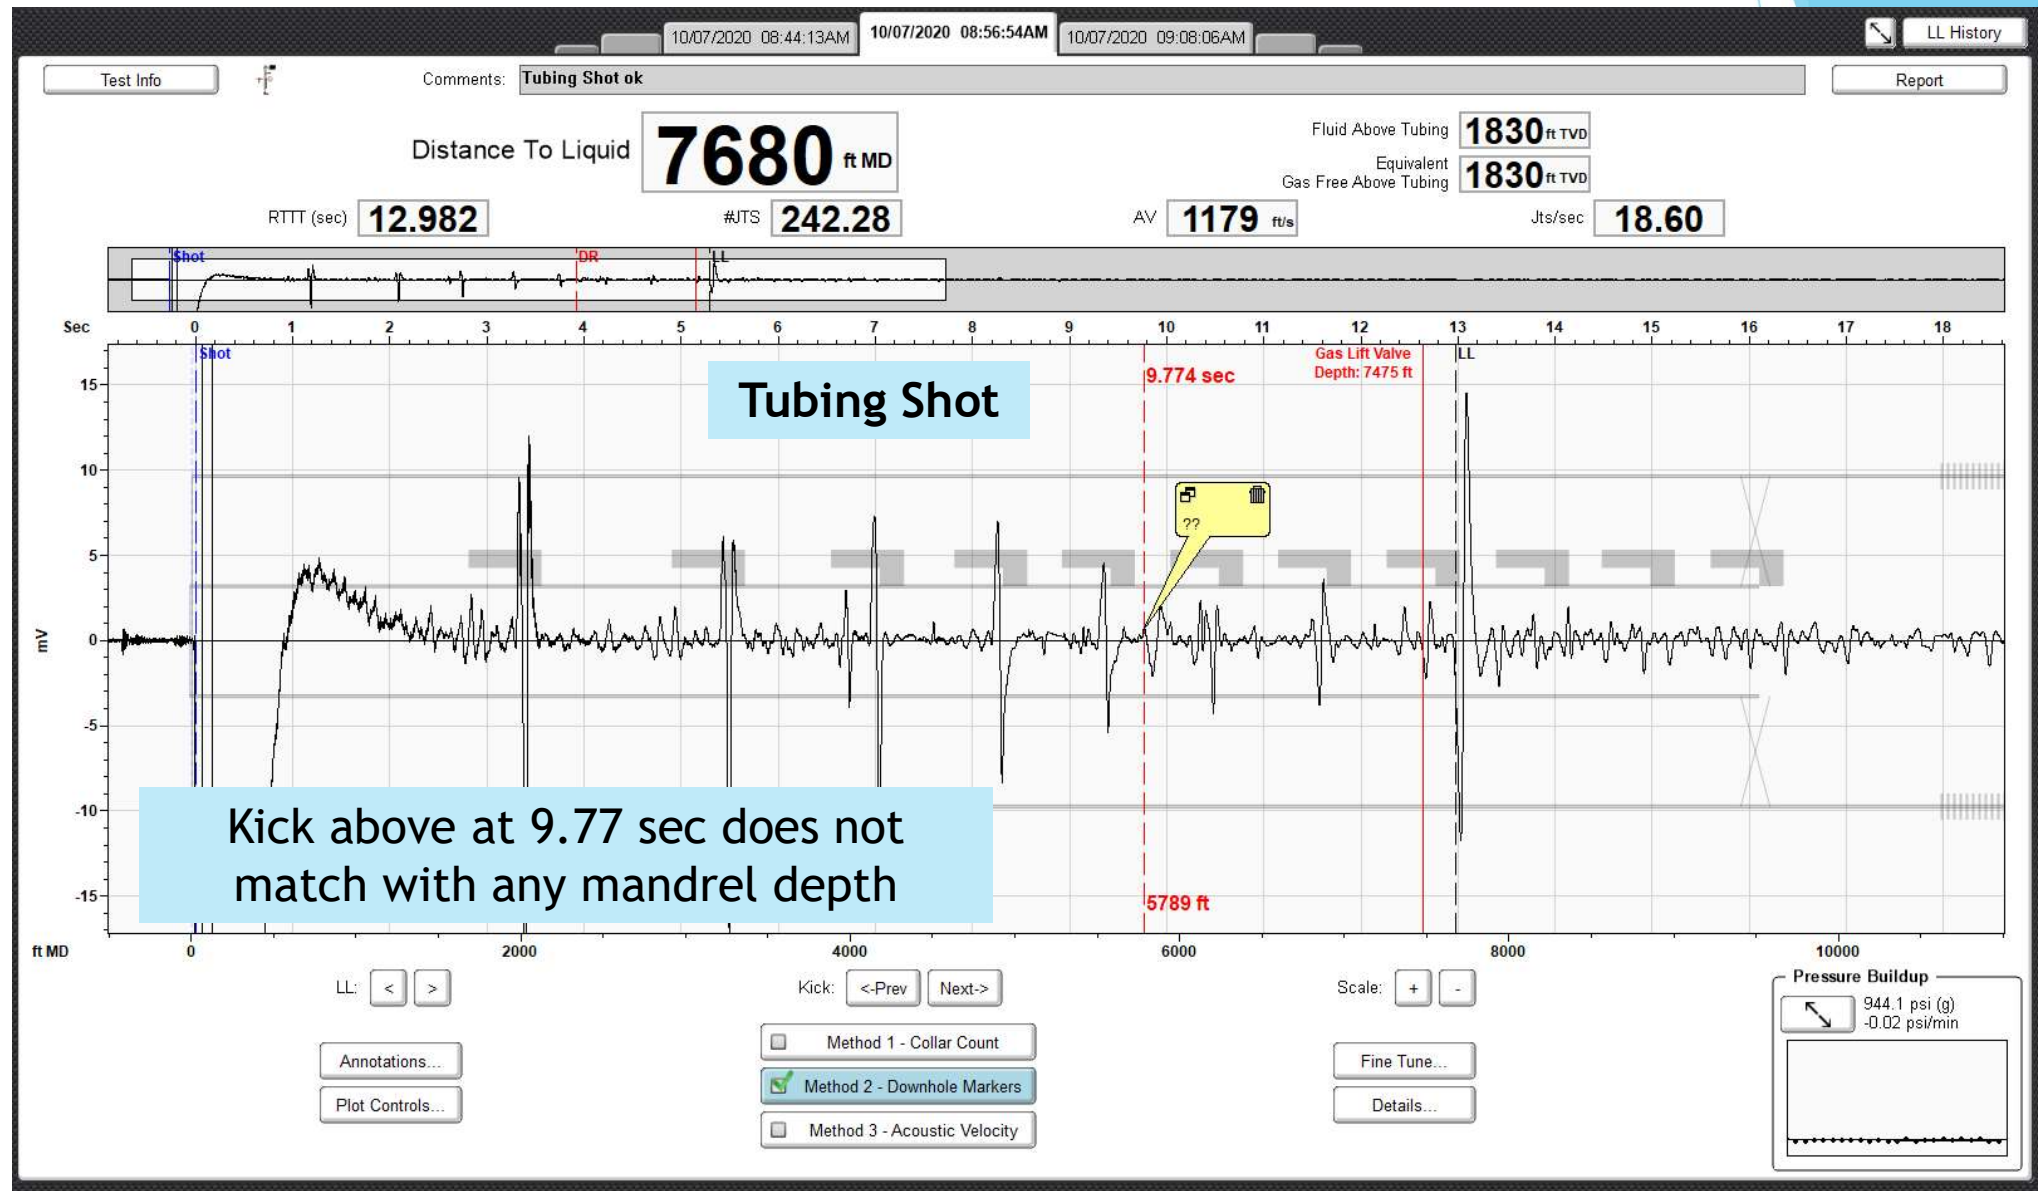 10/07/2020 08:44:13AM
10/07/2020 08:56:54AM
10/07/2020 09:08:06AM
LL History
Test Info
Comments: Tubing Shot ok
Report
Distance To Liquid 7680 ft MD
Fluid Above Tubing 1830 ft TVD
Equivalent
Gas Free Above Tubing 1830 ft TVD
RTTT (sec) 12.982
#JTS 242.28
AV 1179 ft/s
Jts/sec 18.60
Shot
DR
LL
Sec 0 1 2 3 4 5 6 7 8 9 10 11 12 13 14 15 16 17 18
Shot
9.774 sec
Gas Lift Valve
Depth: 7475 ft
LL
Tubing Shot
??
15
10
5
0
-5
-10
-15
mV
Kick above at 9.77 sec does not
match with any mandrel depth
5789 ft
ft MD 0 2000 4000 6000 8000 10000
LL: < >
Kick: <-Prev Next->
Scale: + -
Pressure Buildup
944.1 psi (g)
-0.02 psi/min
Annotations...
Plot Controls...
Method 1 - Collar Count
Method 2 - Downhole Markers
Method 3 - Acoustic Velocity
Fine Tune...
Details...